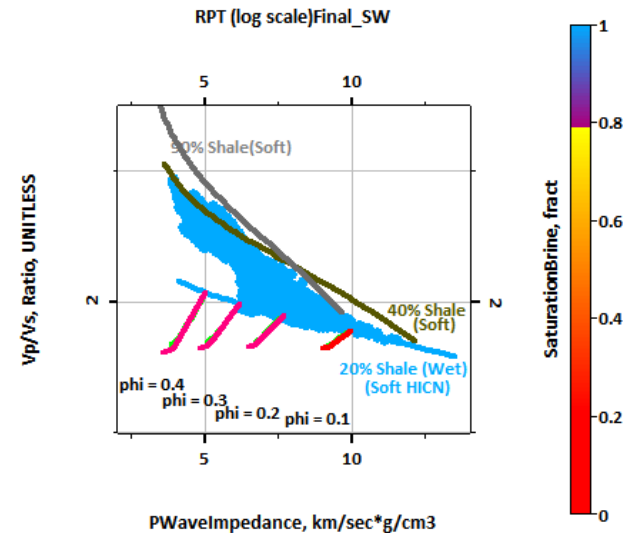 RPT (log scale)Final_SW
5 10
90% Shale(Soft)
Vp/Vs, Ratio, UNITLESS
2
2
40% Shale
(Soft)
20% Shale (Wet)
(Soft HICN)
phi = 0.4
phi = 0.3
phi = 0.2
phi = 0.1
5 10
PWaveImpedance, km/sec*g/cm3
SaturationBrine, fract
1
0.8
0.6
0.4
0.2
0